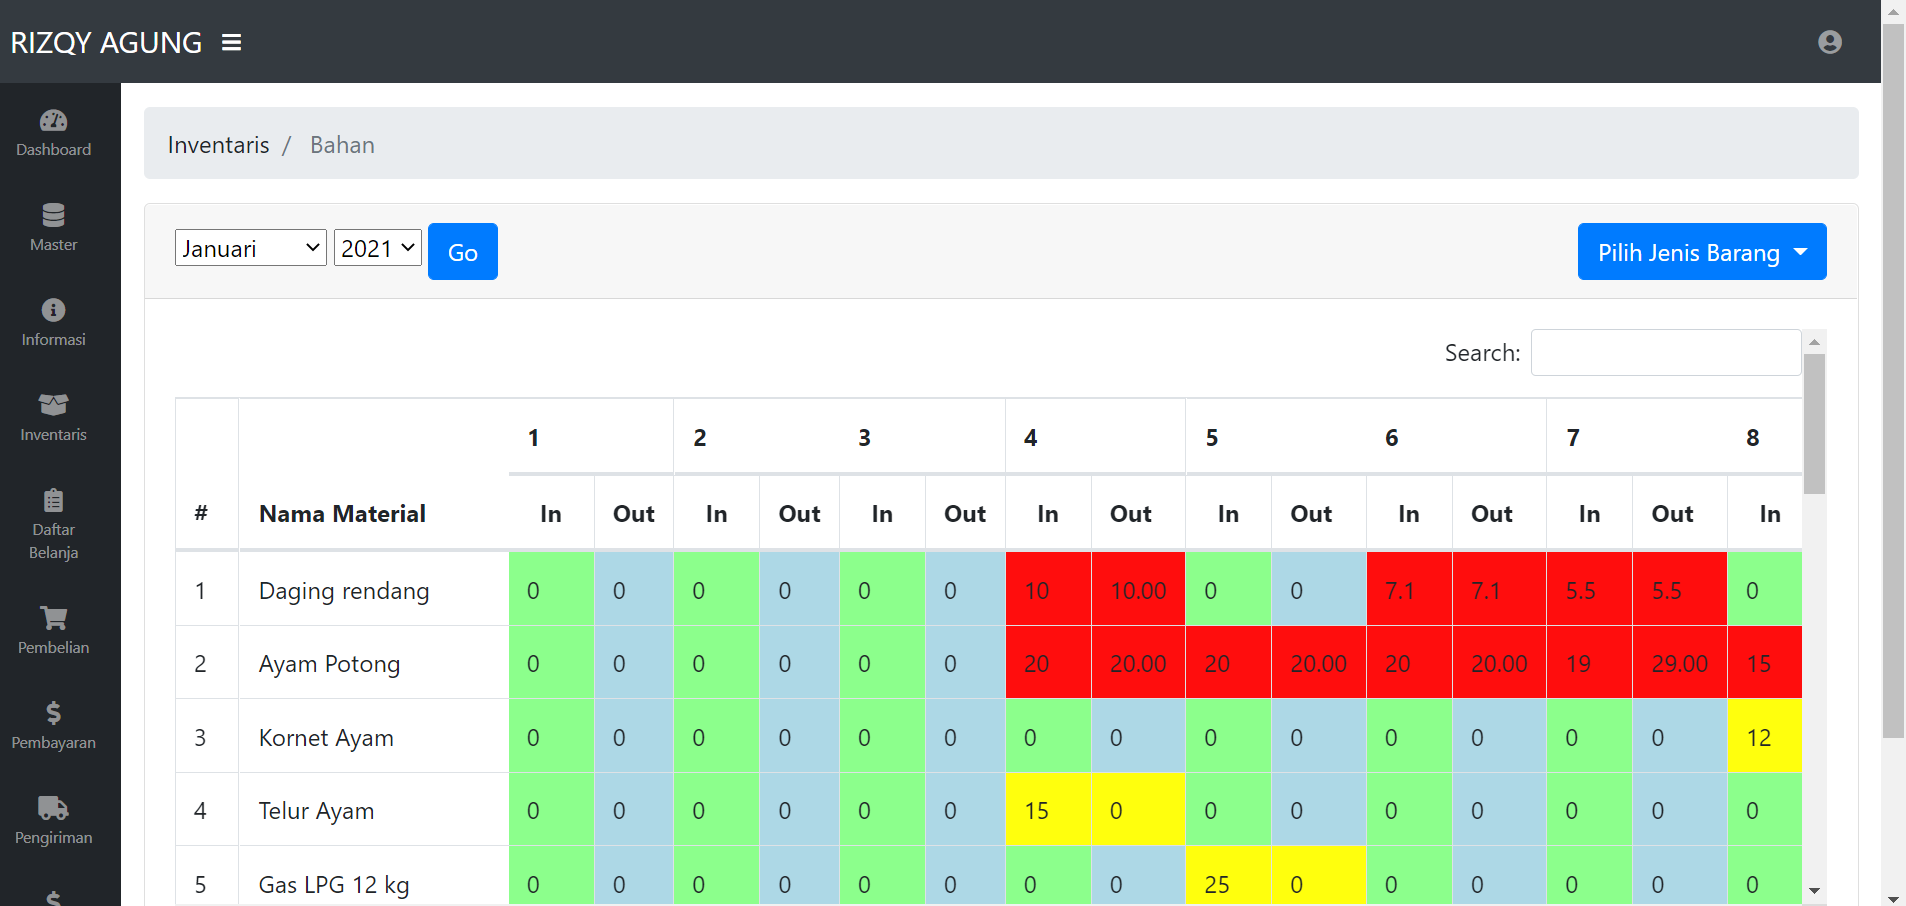 RIZQY AGUNG
Dashboard
Master
Informasi
Inventaris
Daftar
Belanja
Pembelian
Pembayaran
Pengiriman
Inventaris / Bahan
Januari 2021 Go Pilih Jenis Barang
Search:
1 2 3 4 5 6 7 8
# Nama Material In Out In Out In Out In Out In Out In Out In Out In
1 Daging rendang 0 0 0 0 0 0 10 10.00 0 0 7.1 7.1 5.5 5.5 0
2 Ayam Potong 0 0 0 0 0 0 20 20.00 20 20.00 20 20.00 19 29.00 15
3 Kornet Ayam 0 0 0 0 0 0 0 0 0 0 0 0 0 0 12
4 Telur Ayam 0 0 0 0 0 0 15 0 0 0 0 0 0 0 0
5 Gas LPG 12 kg 0 0 0 0 0 0 0 0 25 0 0 0 0 0 0